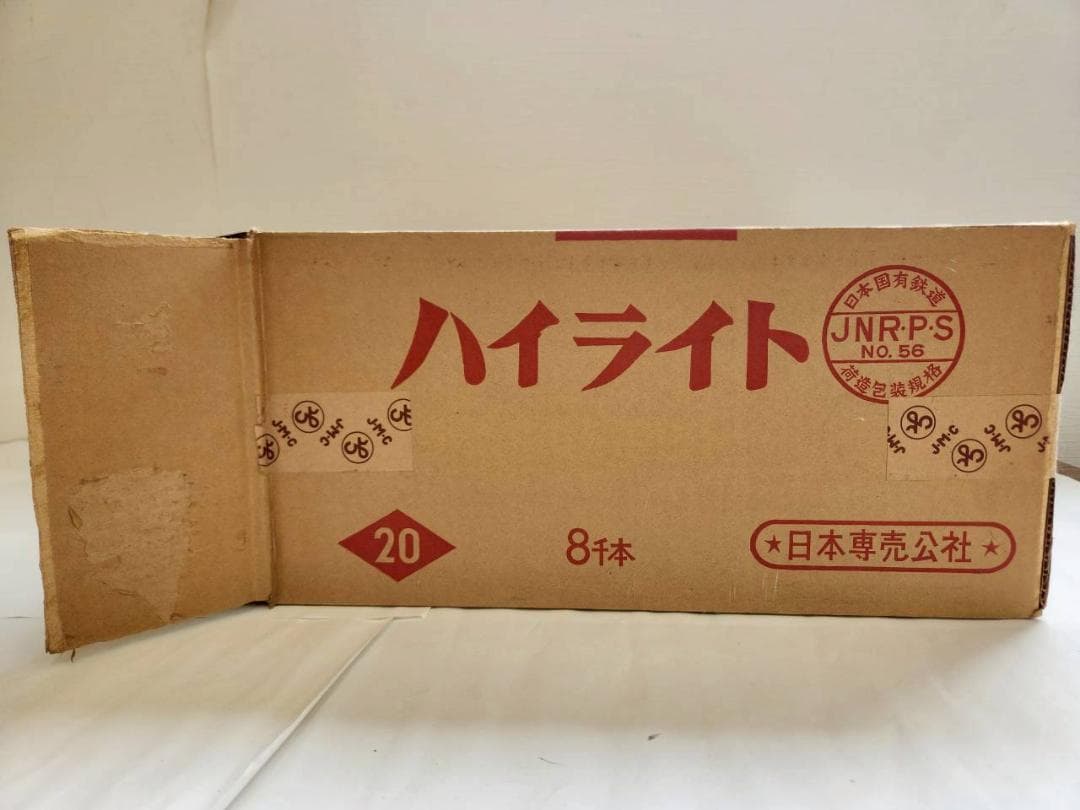 ハイライト
日本国有鉄道
JNR・P・S
NO. 56
荷造包装規格
J・M・C
J・M・C
J・M・C
J・M・C
20
8千本
★日本専売公社★